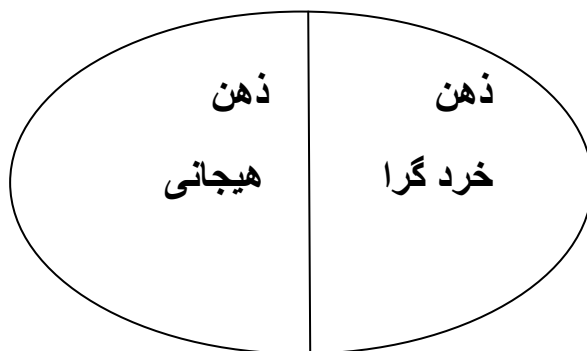 ذهن
خرد گرا
ذهن
هیجانی